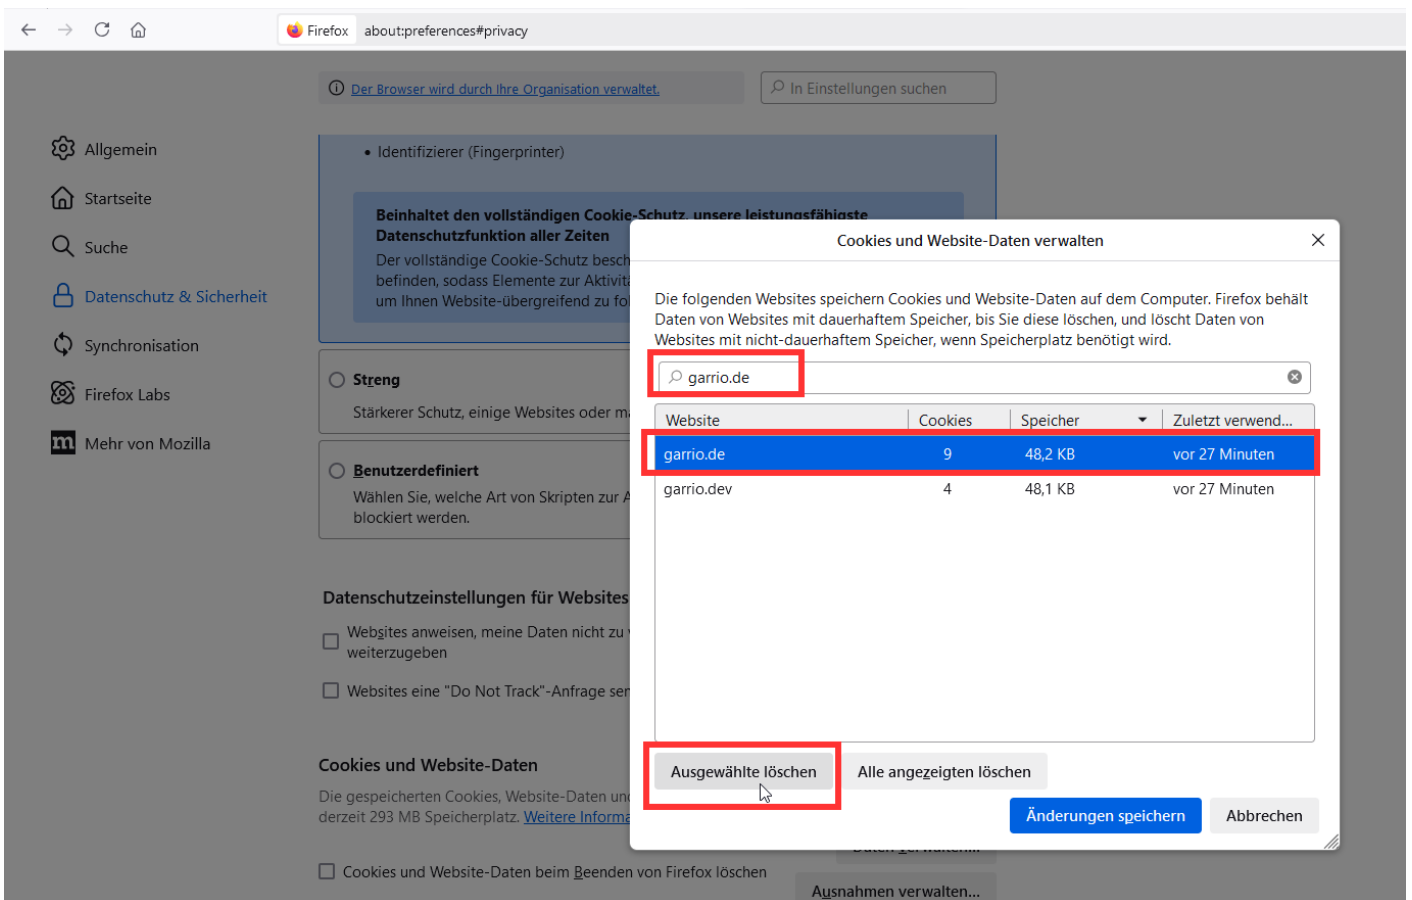 Firefox about:preferences#privacy
Der Browser wird durch Ihre Organisation verwaltet.
In Einstellungen suchen
Allgemein
Startseite
Suche
Datenschutz & Sicherheit
Synchronisation
Firefox Labs
m Mehr von Mozilla
• Identifizierer (Fingerprinter)
Beinhaltet den vollständigen Cookie-Schutz, unsere leistungsfähigste
Datenschutzfunktion aller Zeiten
Der vollständige Cookie-Schutz besch
befinden, sodass Elemente zur Aktivit
um Ihnen Website-übergreifend zu fo
Streng
Stärkerer Schutz, einige Websites oder m
Benutzerdefiniert
Wählen Sie, welche Art von Skripten zur A
blockiert werden.
Datenschutzeinstellungen für Websites
Websites anweisen, meine Daten nicht zu
weiterzugeben
Websites eine "Do Not Track"-Anfrage sen
Cookies und Website-Daten
Die gespeicherten Cookies, Website-Daten un
derzeit 293 MB Speicherplatz. Weitere Informa
Cookies und Website-Daten beim Beenden von Firefox löschen
Daten verwalten...
Ausnahmen verwalten...
Cookies und Website-Daten verwalten
Die folgenden Websites speichern Cookies und Website-Daten auf dem Computer. Firefox behält
Daten von Websites mit dauerhaftem Speicher, bis Sie diese löschen, und löscht Daten von
Websites mit nicht-dauerhaftem Speicher, wenn Speicherplatz benötigt wird.
garrio.de
Website Cookies Speicher Zuletzt verwend...
garrio.de 9 48,2 KB vor 27 Minuten
garrio.dev 4 48,1 KB vor 27 Minuten
Ausgewählte löschen Alle angezeigten löschen
Änderungen speichern Abbrechen